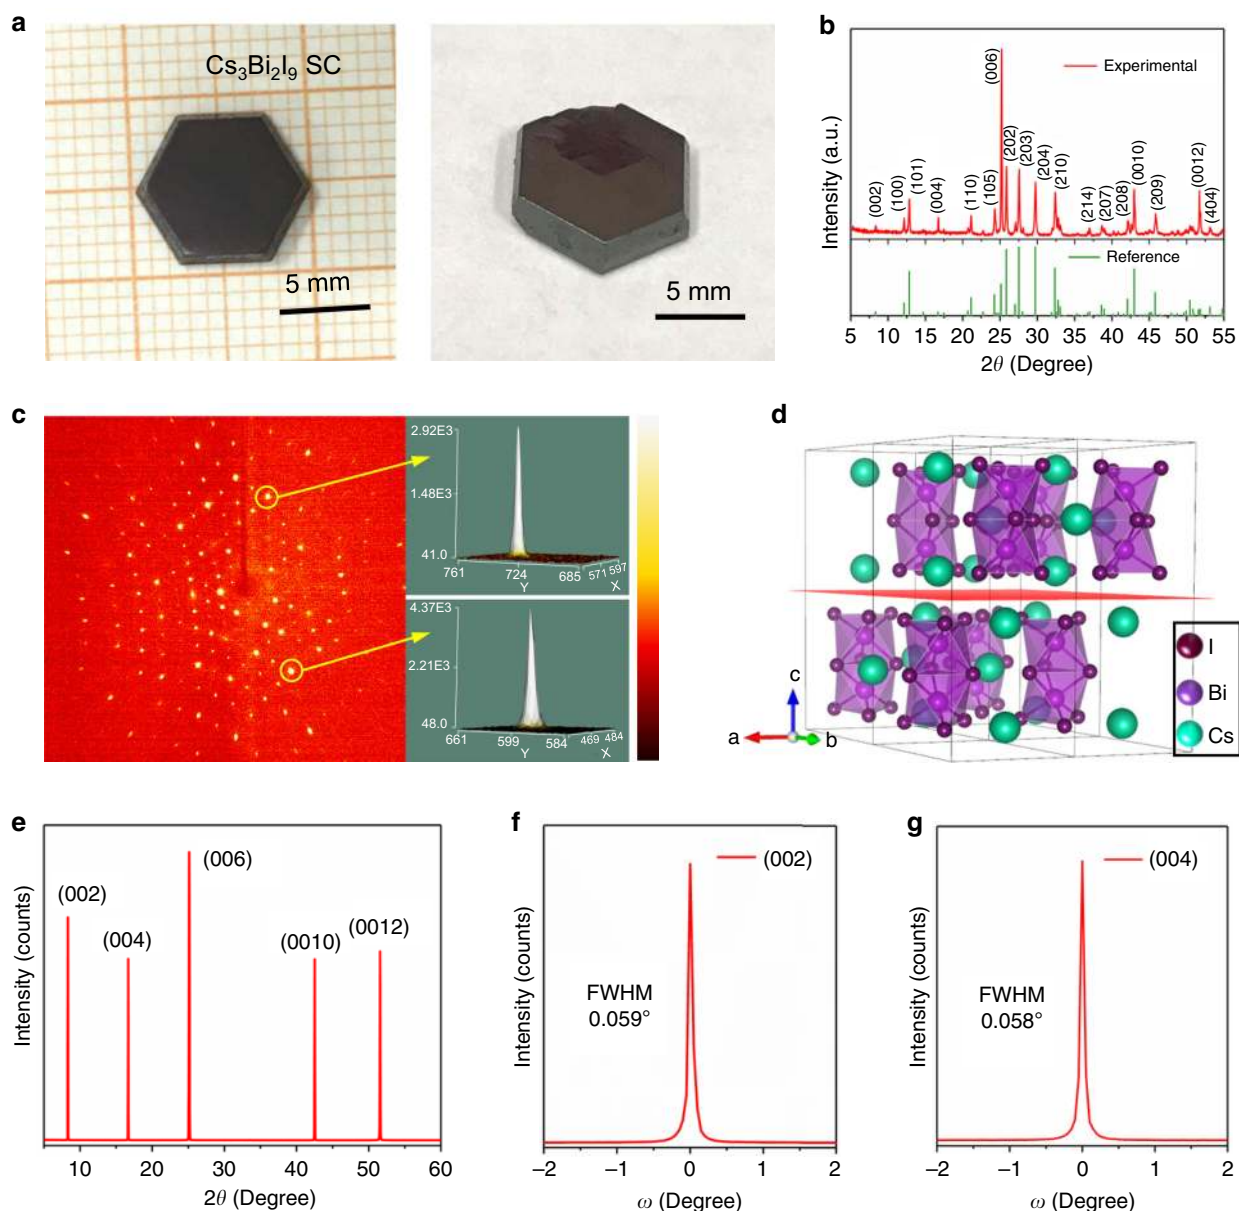 a
Cs₃Bi₂I₉ SC
5 mm
5 mm
b
Intensity (a.u.)
(002)
(100)
(101)
(004)
(110)
(105)
(006)
(202)
(203)
(204)
(210)
(214)
(207)
(208)
(0010)
(209)
(0012)
(404)
Experimental
Reference
5 10 15 20 25 30 35 40 45 50 55
2θ (Degree)
c
2.92E3
1.48E3
41.0
761 724 685 571 597
Y X
4.37E3
2.21E3
48.0
661 599 584 469 484
Y X
d
I
Bi
Cs
c
a
b
e
Intensity (counts)
(002)
(004)
(006)
(0010)
(0012)
10 20 30 40 50 60
2θ (Degree)
f
Intensity (counts)
(002)
FWHM
0.059°
−2 −1 0 1 2
ω (Degree)
g
Intensity (counts)
(004)
FWHM
0.058°
−2 −1 0 1 2
ω (Degree)